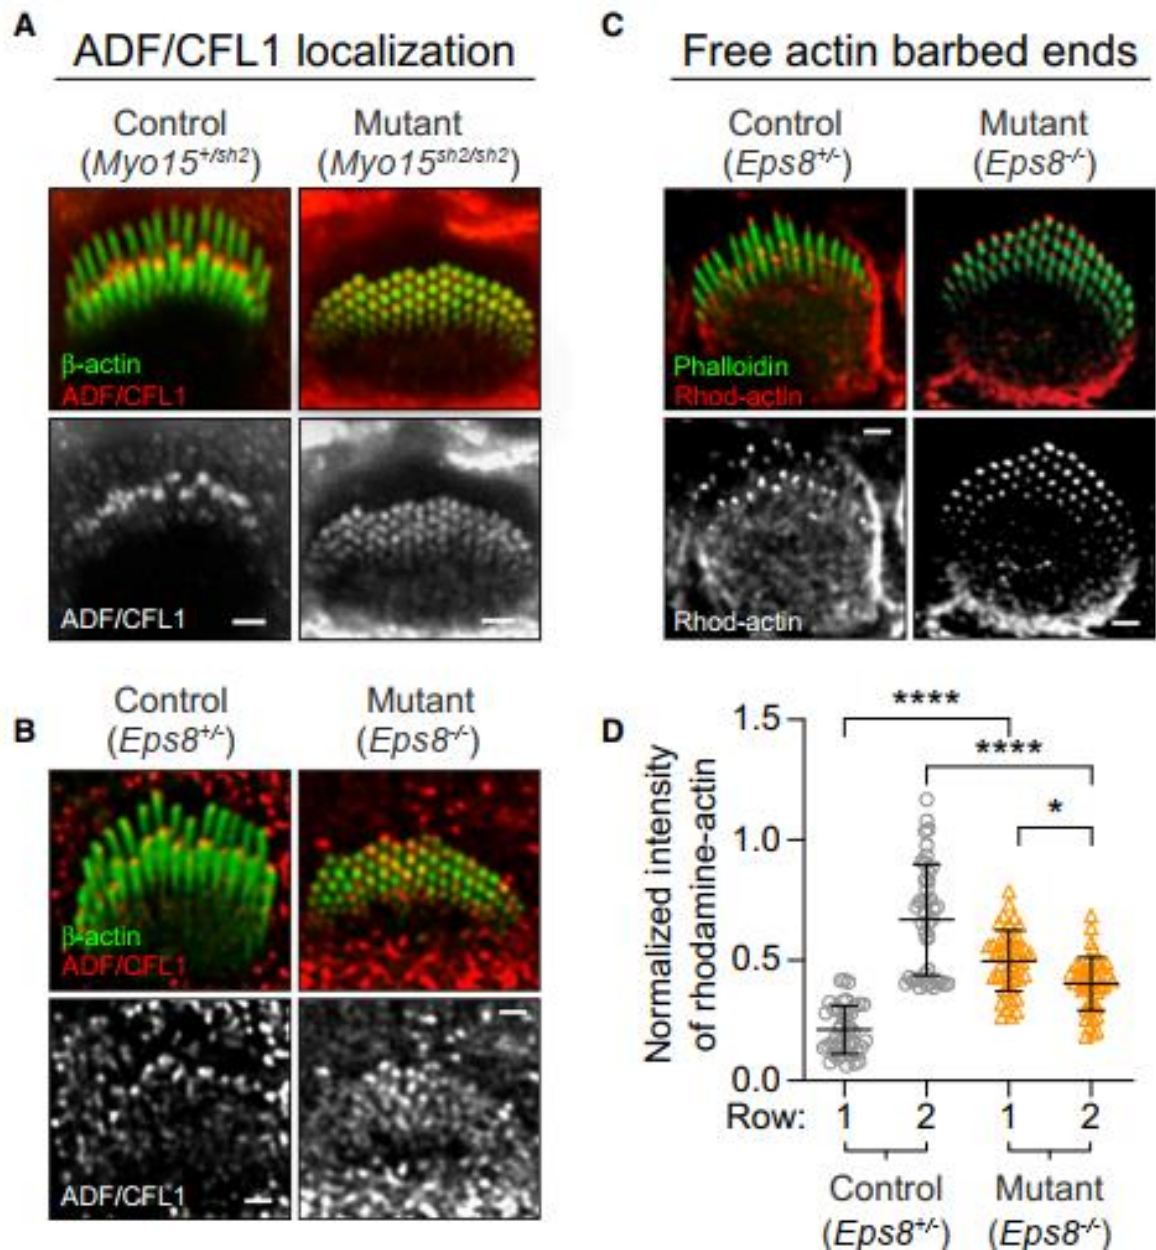 A
ADF/CFL1 localization
Control
(Myo15+/sh2)
Mutant
(Myo15sh2/sh2)
β-actin
ADF/CFL1
ADF/CFL1
B
Control
(Eps8+/-)
Mutant
(Eps8-/-)
β-actin
ADF/CFL1
ADF/CFL1
C
Free actin barbed ends
Control
(Eps8+/-)
Mutant
(Eps8-/-)
Phalloidin
Rhod-actin
Rhod-actin
D
Normalized intensity
of rhodamine-actin
1.5
1.0
0.5
0.0
****
****
*
Row: 1 2 1 2
Control
(Eps8+/-)
Mutant
(Eps8-/-)